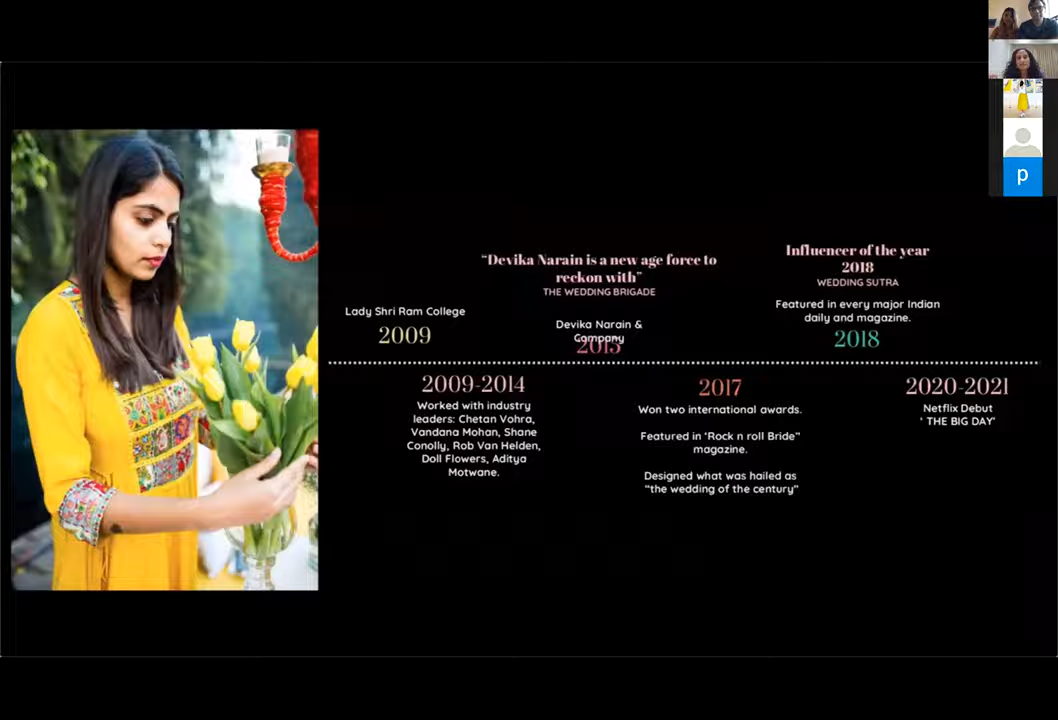 Lady Shri Ram College
2009
2009-2014
Worked with industry
leaders: Chetan Vohra,
Vandana Mohan, Shane
Conolly, Rob Van Helden,
Doll Flowers, Aditya
Motwane.
“Devika Narain is a new age force to
reckon with”
THE WEDDING BRIGADE
Devika Narain &
Company
2015
2017
Won two international awards.
Featured in ‘Rock n roll Bride”
magazine.
Designed what was hailed as
“the wedding of the century”
Influencer of the year
2018
WEDDING SUTRA
Featured in every major Indian
daily and magazine.
2018
2020-2021
Netflix Debut
‘ THE BIG DAY’
p